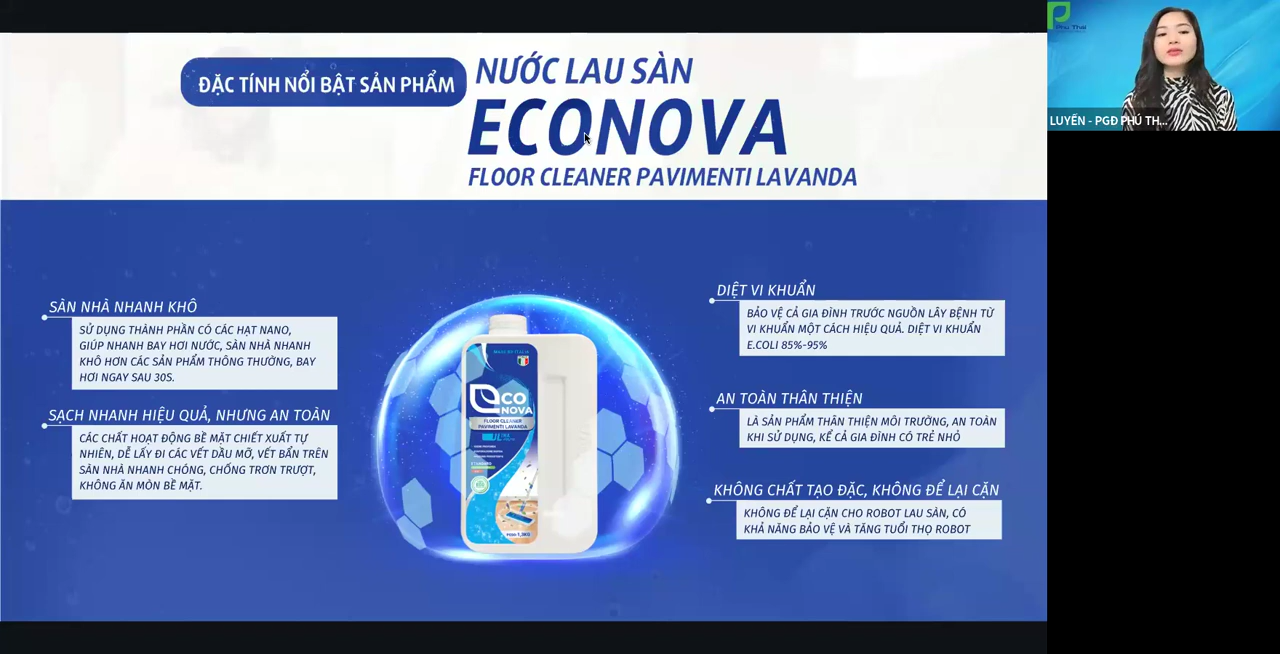 ĐẶC TÍNH NỔI BẬT SẢN PHẨM
NƯỚC LAU SÀN
ECONOVA
FLOOR CLEANER PAVIMENTI LAVANDA
SÀN NHÀ NHANH KHÔ
SỬ DỤNG THÀNH PHẦN CÓ CÁC HẠT NANO,
GIÚP NHANH BAY HƠI NƯỚC, SÀN NHÀ NHANH
KHÔ HƠN CÁC SẢN PHẨM THÔNG THƯỜNG, BAY
HƠI NGAY SAU 30S.
SẠCH NHANH HIỆU QUẢ, NHƯNG AN TOÀN
CÁC CHẤT HOẠT ĐỘNG BỀ MẶT CHIẾT XUẤT TỰ
NHIÊN, DỄ LẤY ĐI CÁC VẾT DẦU MỠ, VẾT BẨN TRÊN
SÀN NHÀ NHANH CHÓNG, CHỐNG TRƠN TRƯỢT,
KHÔNG ĂN MÒN BỀ MẶT.
ECO
NOVA
FLOOR CLEANER
PAVIMENTI LAVANDA
DIỆT VI KHUẨN
BẢO VỆ CẢ GIA ĐÌNH TRƯỚC NGUỒN LÂY BỆNH TỪ
VI KHUẨN MỘT CÁCH HIỆU QUẢ. DIỆT VI KHUẨN
E.COLI 85%-95%
AN TOÀN THÂN THIỆN
LÀ SẢN PHẨM THÂN THIỆN MÔI TRƯỜNG, AN TOÀN
KHI SỬ DỤNG, KỂ CẢ GIA ĐÌNH CÓ TRẺ NHỎ
KHÔNG CHẤT TẠO ĐẶC, KHÔNG ĐỂ LẠI CẶN
KHÔNG ĐỂ LẠI CẶN CHO ROBOT LAU SÀN, CÓ
KHẢ NĂNG BẢO VỆ VÀ TĂNG TUỔI THỌ ROBOT
Phú Thái
LUYẾN - PGĐ PHÚ TH...